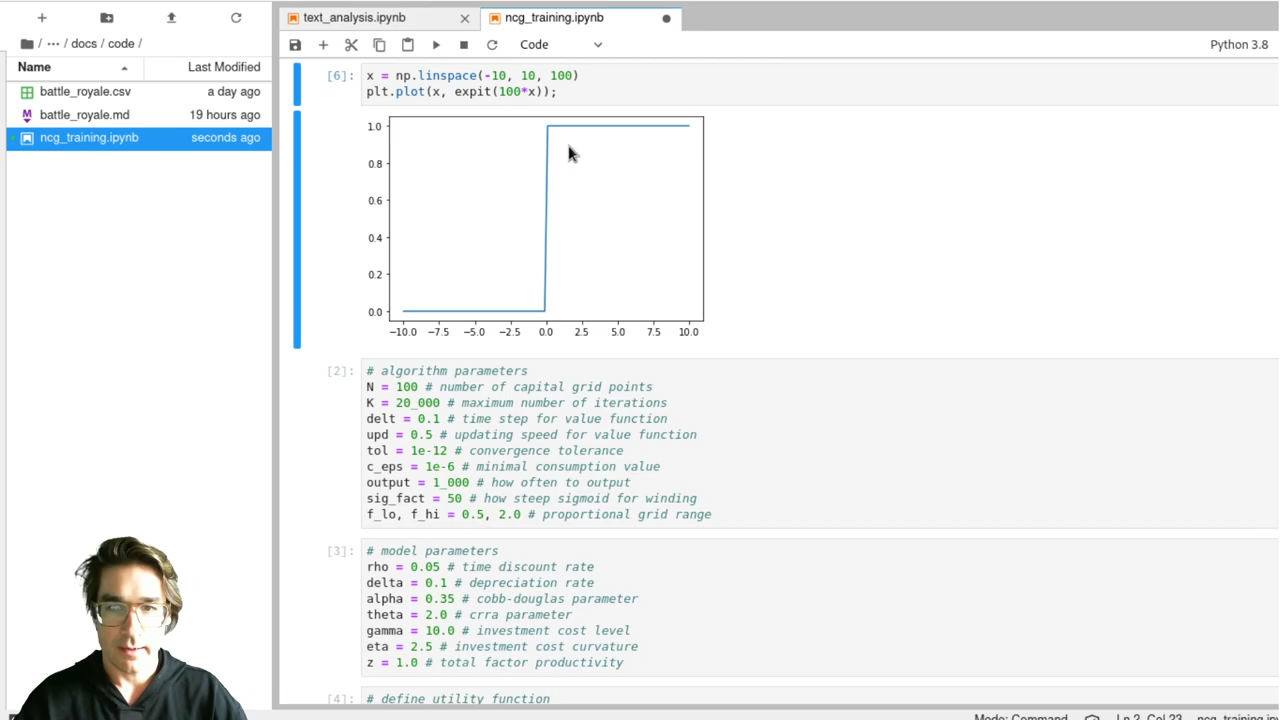 text_analysis.ipynb
ncg_training.ipynb
/ ··· / docs / code /
Code
Python 3.8
Name
Last Modified
battle_royale.csv
a day ago
battle_royale.md
19 hours ago
ncg_training.ipynb
seconds ago
[6]:
x = np.linspace(-10, 10, 100)
plt.plot(x, expit(100*x));
1.0
0.8
0.6
0.4
0.2
0.0
−10.0 −7.5 −5.0 −2.5 0.0 2.5 5.0 7.5 10.0
[2]:
# algorithm parameters
N = 100 # number of capital grid points
K = 20_000 # maximum number of iterations
delt = 0.1 # time step for value function
upd = 0.5 # updating speed for value function
tol = 1e-12 # convergence tolerance
c_eps = 1e-6 # minimal consumption value
output = 1_000 # how often to output
sig_fact = 50 # how steep sigmoid for winding
f_lo, f_hi = 0.5, 2.0 # proportional grid range
[3]:
# model parameters
rho = 0.05 # time discount rate
delta = 0.1 # depreciation rate
alpha = 0.35 # cobb-douglas parameter
theta = 2.0 # crra parameter
gamma = 10.0 # investment cost level
eta = 2.5 # investment cost curvature
z = 1.0 # total factor productivity
[4]:
# define utility function
Mode: Command
Ln 2, Col 23
ncg_training.ip